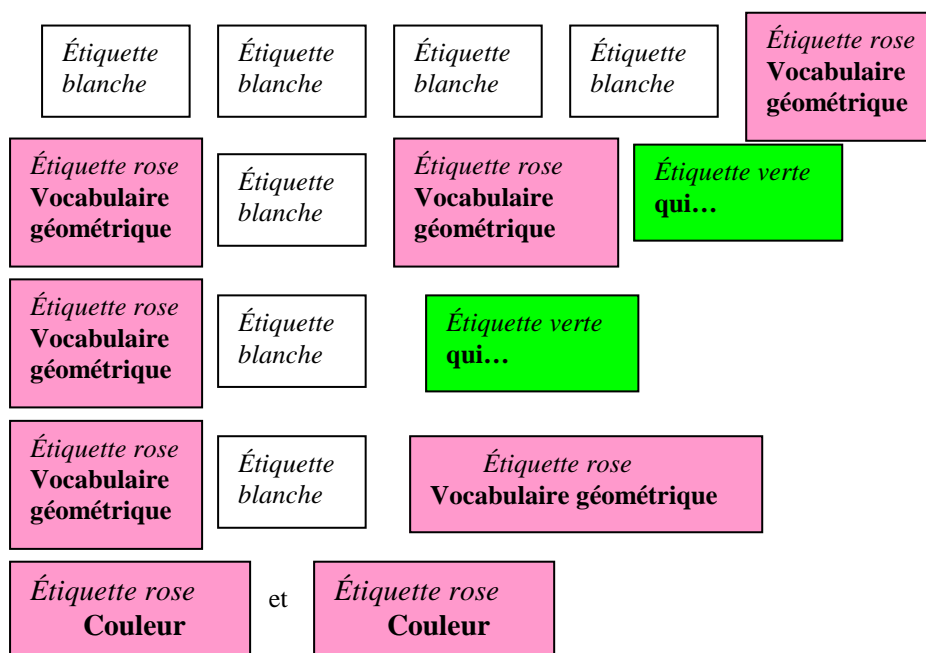 Étiquette blanche
Étiquette blanche
Étiquette blanche
Étiquette blanche
Étiquette rose
Vocabulaire
géométrique
Étiquette rose
Vocabulaire
géométrique
Étiquette
blanche
Étiquette rose
Vocabulaire
géométrique
Étiquette verte
qui…
Étiquette rose
Vocabulaire
géométrique
Étiquette
blanche
Étiquette verte
qui…
Étiquette rose
Vocabulaire
géométrique
Étiquette
blanche
Étiquette rose
Vocabulaire géométrique
Étiquette rose
Couleur
et
Étiquette rose
Couleur